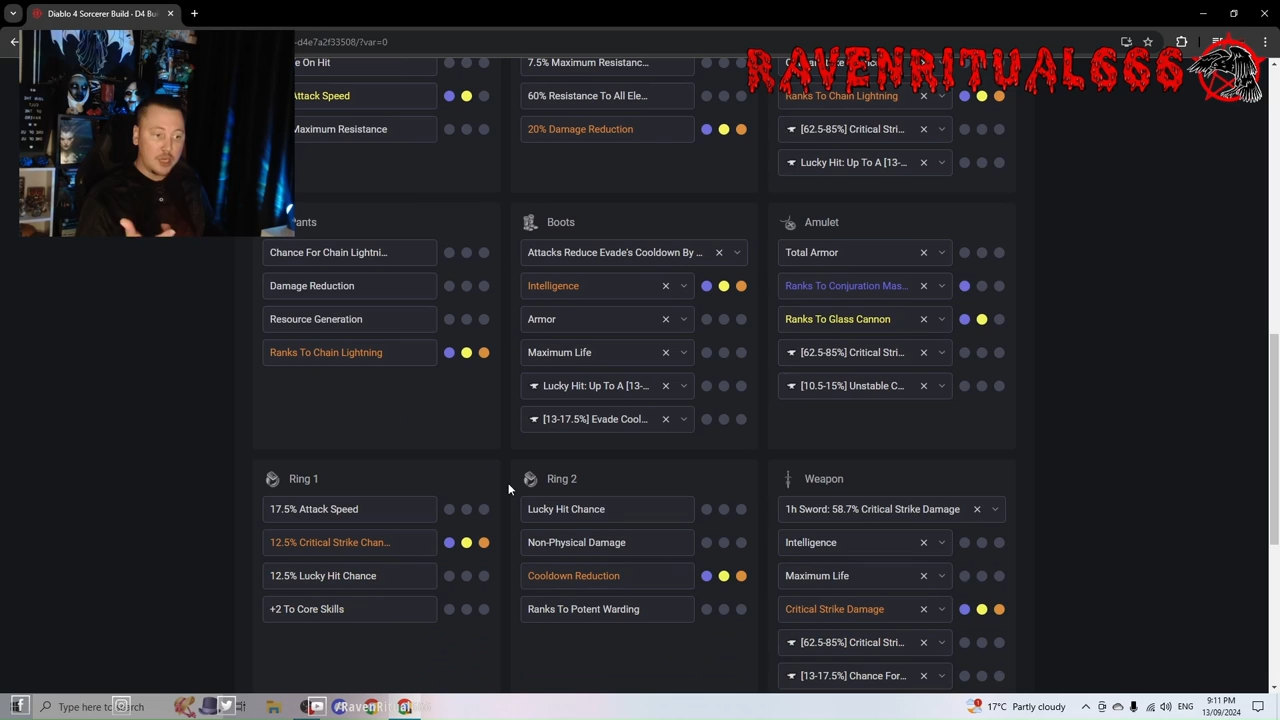 Diablo 4 Sorcerer Build - D4 Bui
-d4e7a2f33508/?var=0
RAVENRITUAL666
e On Hit
7.5% Maximum Resistanc...
Attack Speed
60% Resistance To All Ele...
Ranks To Chain Lightning
Maximum Resistance
20% Damage Reduction
[62.5-85%] Critical Stri...
Lucky Hit: Up To A [13-...
ants
Boots
Amulet
Chance For Chain Lightni...
Attacks Reduce Evade's Cooldown By ...
Total Armor
Damage Reduction
Intelligence
Ranks To Conjuration Mas...
Resource Generation
Armor
Ranks To Glass Cannon
Ranks To Chain Lightning
Maximum Life
[62.5-85%] Critical Stri...
Lucky Hit: Up To A [13-...
[10.5-15%] Unstable C...
[13-17.5%] Evade Cool...
Ring 1
Ring 2
Weapon
17.5% Attack Speed
Lucky Hit Chance
1h Sword: 58.7% Critical Strike Damage
12.5% Critical Strike Chan...
Non-Physical Damage
Intelligence
12.5% Lucky Hit Chance
Cooldown Reduction
Maximum Life
+2 To Core Skills
Ranks To Potent Warding
Critical Strike Damage
[62.5-85%] Critical Stri...
[13-17.5%] Chance For...
Type here to search
17°C Partly cloudy
ENG
9:11 PM
13/09/2024